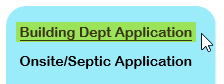 Building Dept Application
Onsite/Septic Application